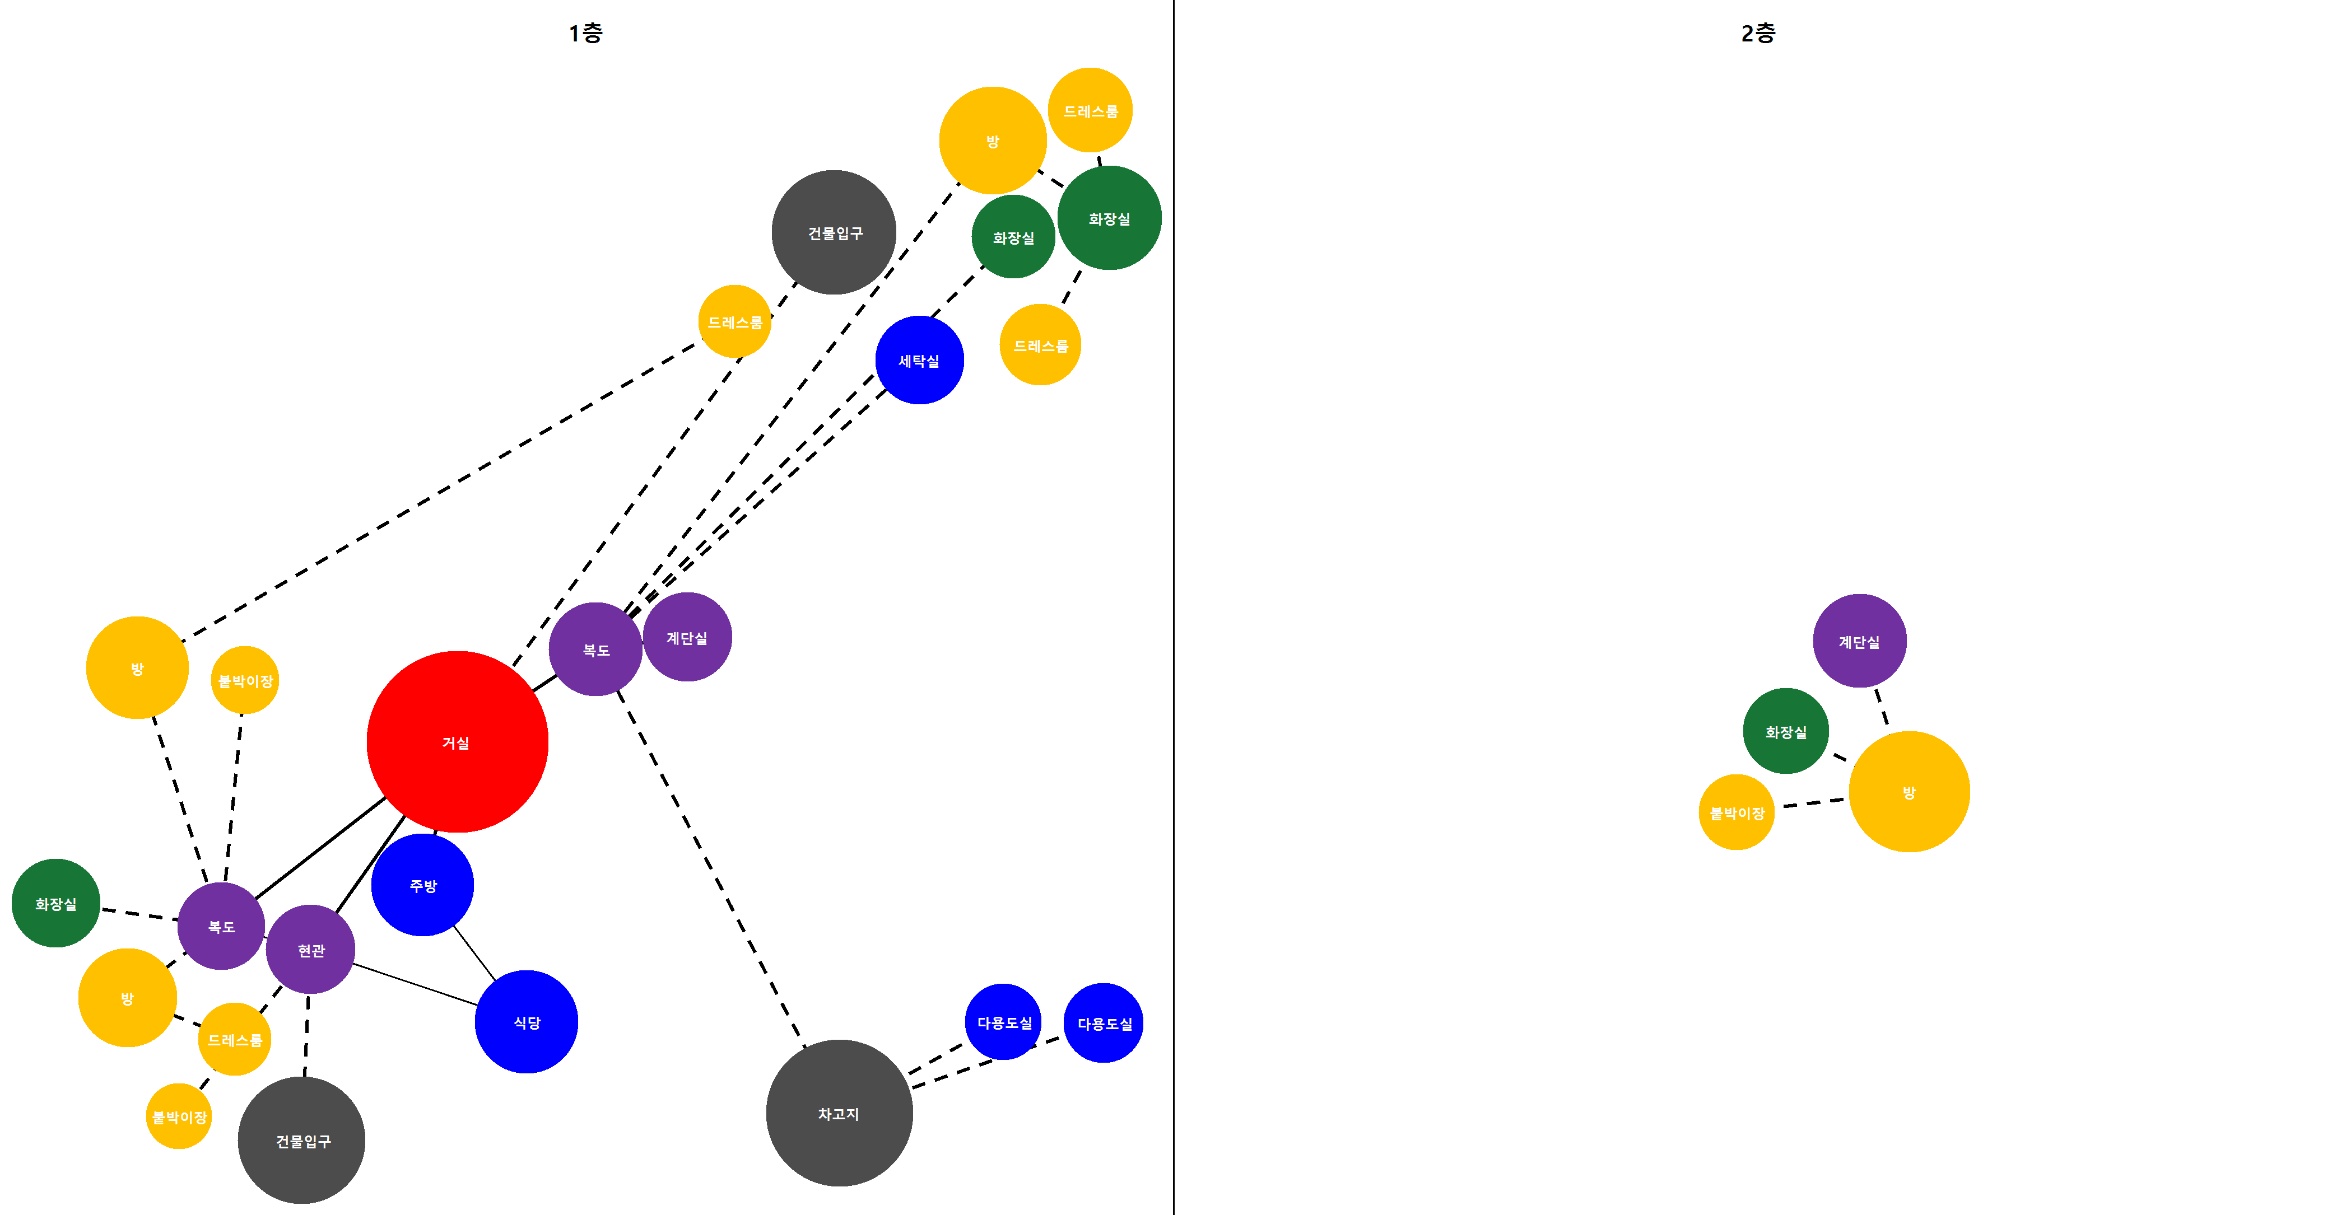 1층
2층
드레스룸
방
화장실
건물입구
화장실
드레스룸
드레스룸
세탁실
계단실
복도
계단실
방
붙박이장
화장실
거실
방
붙박이장
주방
화장실
복도
현관
방
식당
다용도실
다용도실
드레스룸
차고지
붙박이장
건물입구